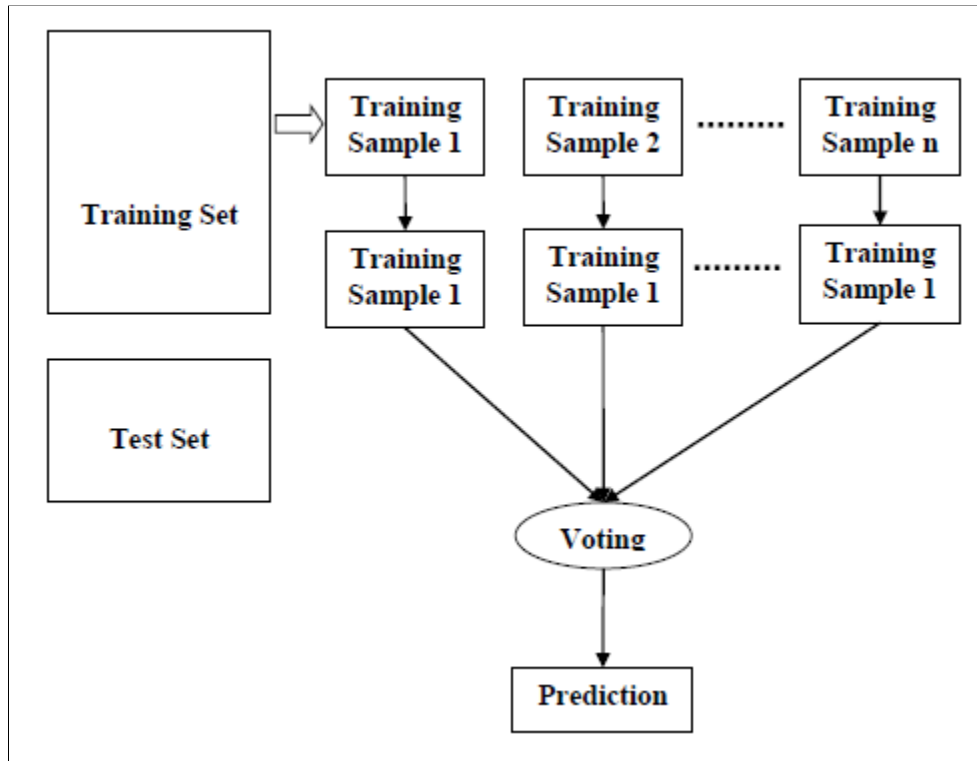 Training Set
Training
Sample 1
Training
Sample 2
Training
Sample n
Training
Sample 1
Training
Sample 1
Training
Sample 1
Test Set
Voting
Prediction